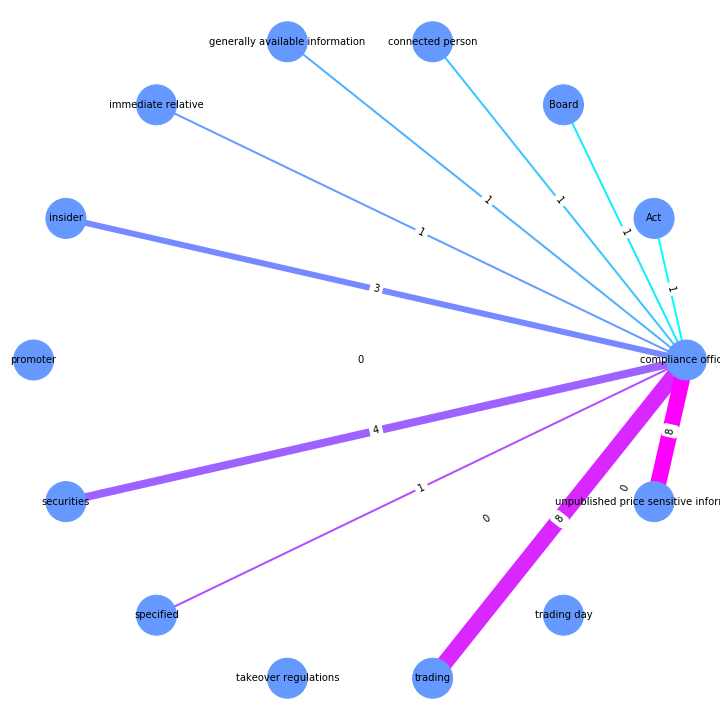 generally available information
connected person
immediate relative
Board
1
1
insider
Act
1
1
1
3
promoter
0
compliance offic
4
8
1
0
securities
unpublished price sensitive inforr
0
8
specified
trading day
takeover regulations
trading